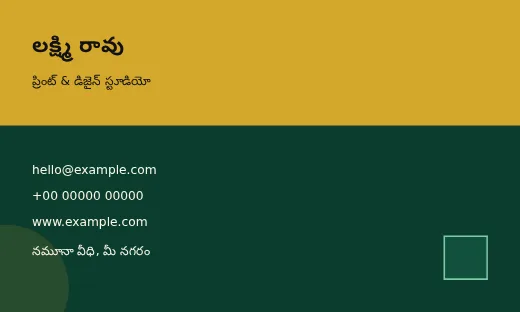 లక్ష్మి రావు
ప్రింట్ & డిజైన్ స్టూడియో
hello@example.com
+00 00000 00000
www.example.com
నమూనా వీధి, మీ నగరం